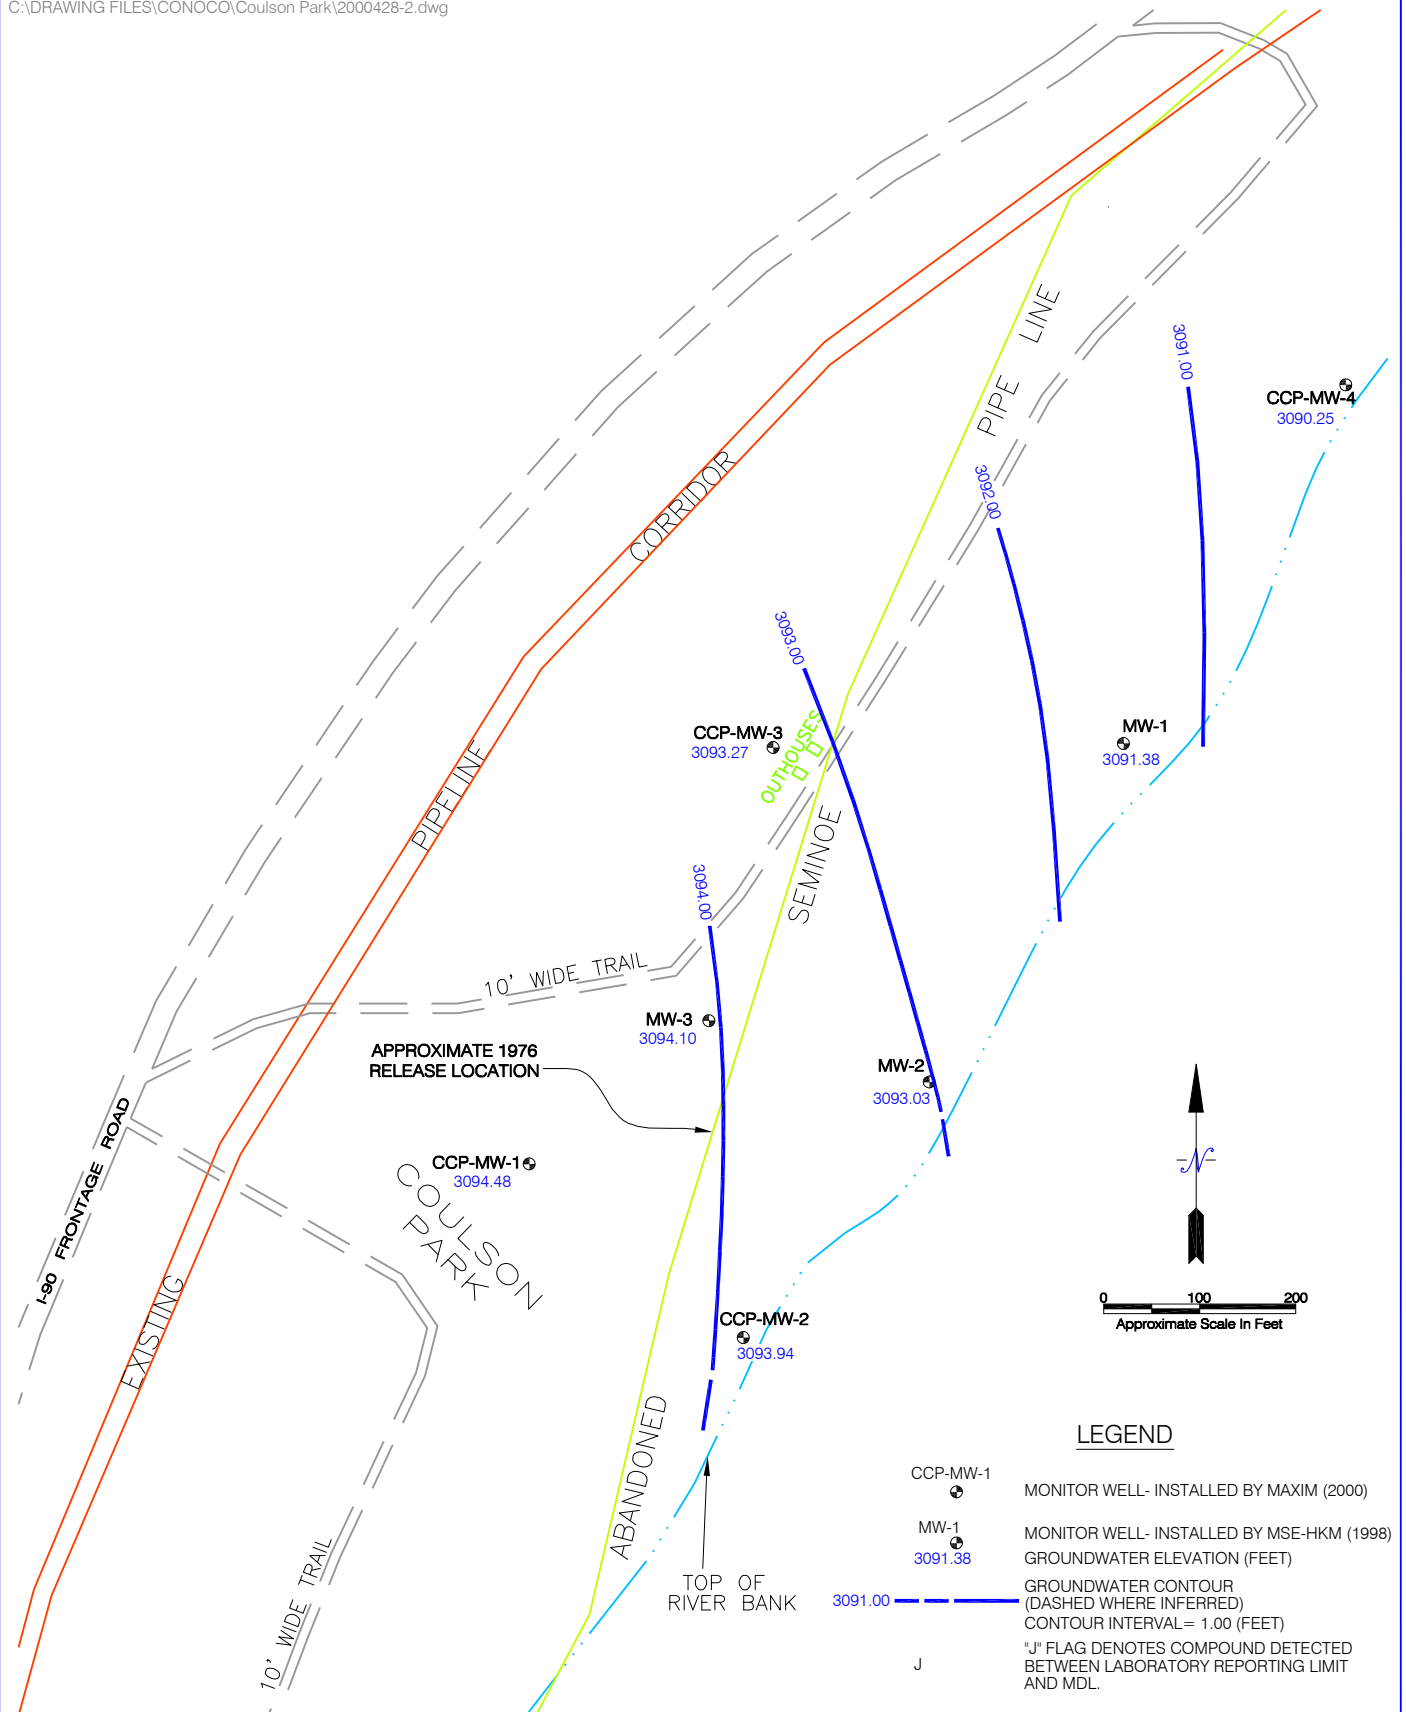 C:\DRAWING FILES\CONOCO\Coulson Park\2000428-2.dwg
PIPE LINE
3091.00
CCP-MW-4
3090.25
CORRIDOR
3092.00
3093.00
CCP-MW-3
3093.27
OUTHOUSES
MW-1
3091.38
PIPELINE
SEMINOE
3094.00
10' WIDE TRAIL
MW-3
3094.10
APPROXIMATE 1976
RELEASE LOCATION
MW-2
3093.03
I-90 FRONTAGE ROAD
CCP-MW-1
3094.48
COULSON
PARK
N
EXISTING
CCP-MW-2
3093.94
0 100 200
Approximate Scale In Feet
ABANDONED
10' WIDE TRAIL
TOP OF
RIVER BANK
LEGEND
CCP-MW-1
MONITOR WELL- INSTALLED BY MAXIM (2000)
MW-1
MONITOR WELL- INSTALLED BY MSE-HKM (1998)
3091.38
GROUNDWATER ELEVATION (FEET)
3091.00
GROUNDWATER CONTOUR
(DASHED WHERE INFERRED)
CONTOUR INTERVAL= 1.00 (FEET)
J
"J" FLAG DENOTES COMPOUND DETECTED
BETWEEN LABORATORY REPORTING LIMIT
AND MDL.